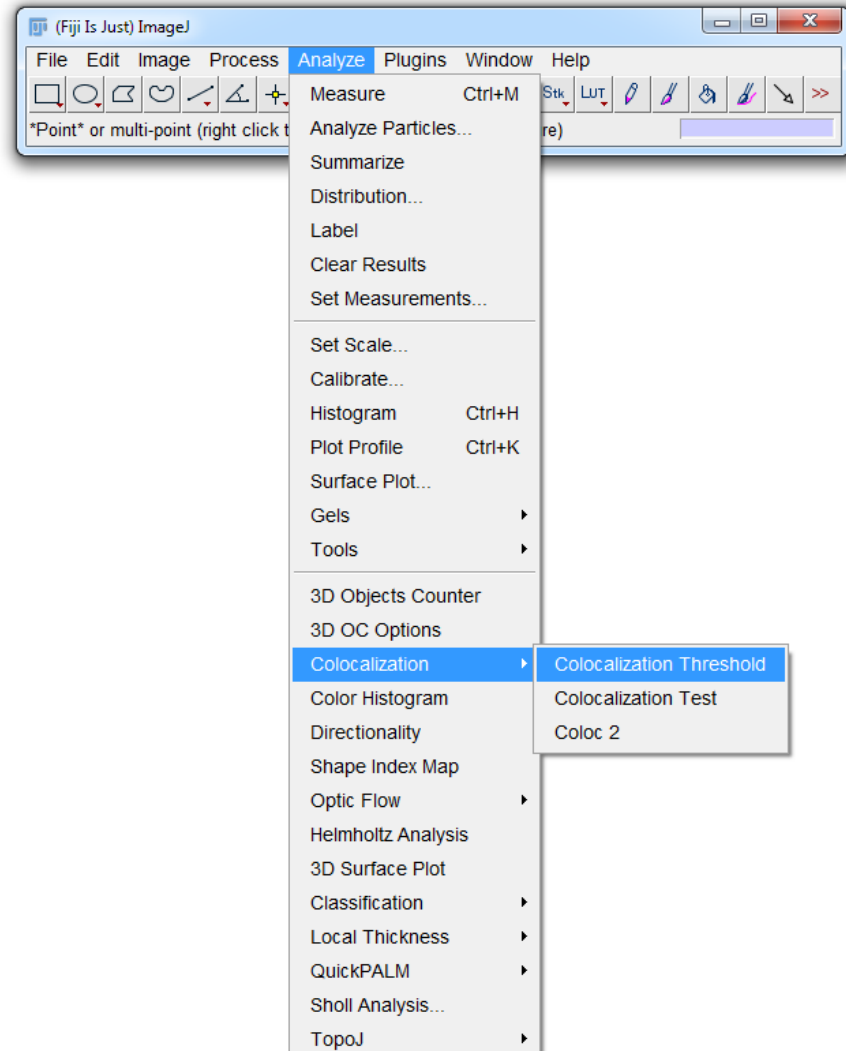 (Fiji Is Just) ImageJ
File Edit Image Process Analyze Plugins Window Help
Stk LUT >>
*Point* or multi-point (right click t re)
Measure Ctrl+M
Analyze Particles...
Summarize
Distribution...
Label
Clear Results
Set Measurements...
Set Scale...
Calibrate...
Histogram Ctrl+H
Plot Profile Ctrl+K
Surface Plot...
Gels
Tools
3D Objects Counter
3D OC Options
Colocalization
Colocalization Threshold
Colocalization Test
Coloc 2
Color Histogram
Directionality
Shape Index Map
Optic Flow
Helmholtz Analysis
3D Surface Plot
Classification
Local Thickness
QuickPALM
Sholl Analysis...
TopoJ